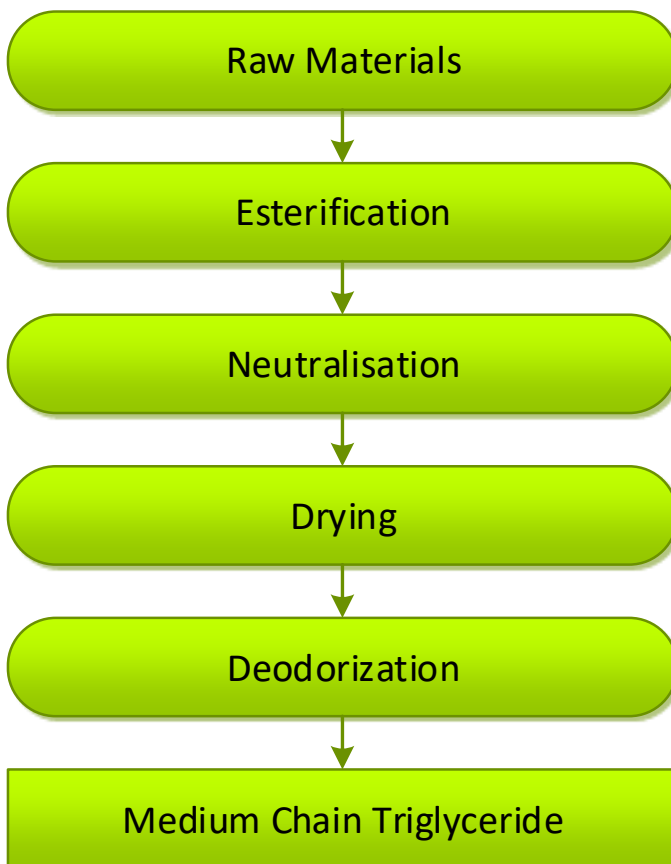 Raw Materials
Esterification
Neutralisation
Drying
Deodorization
Medium Chain Triglyceride